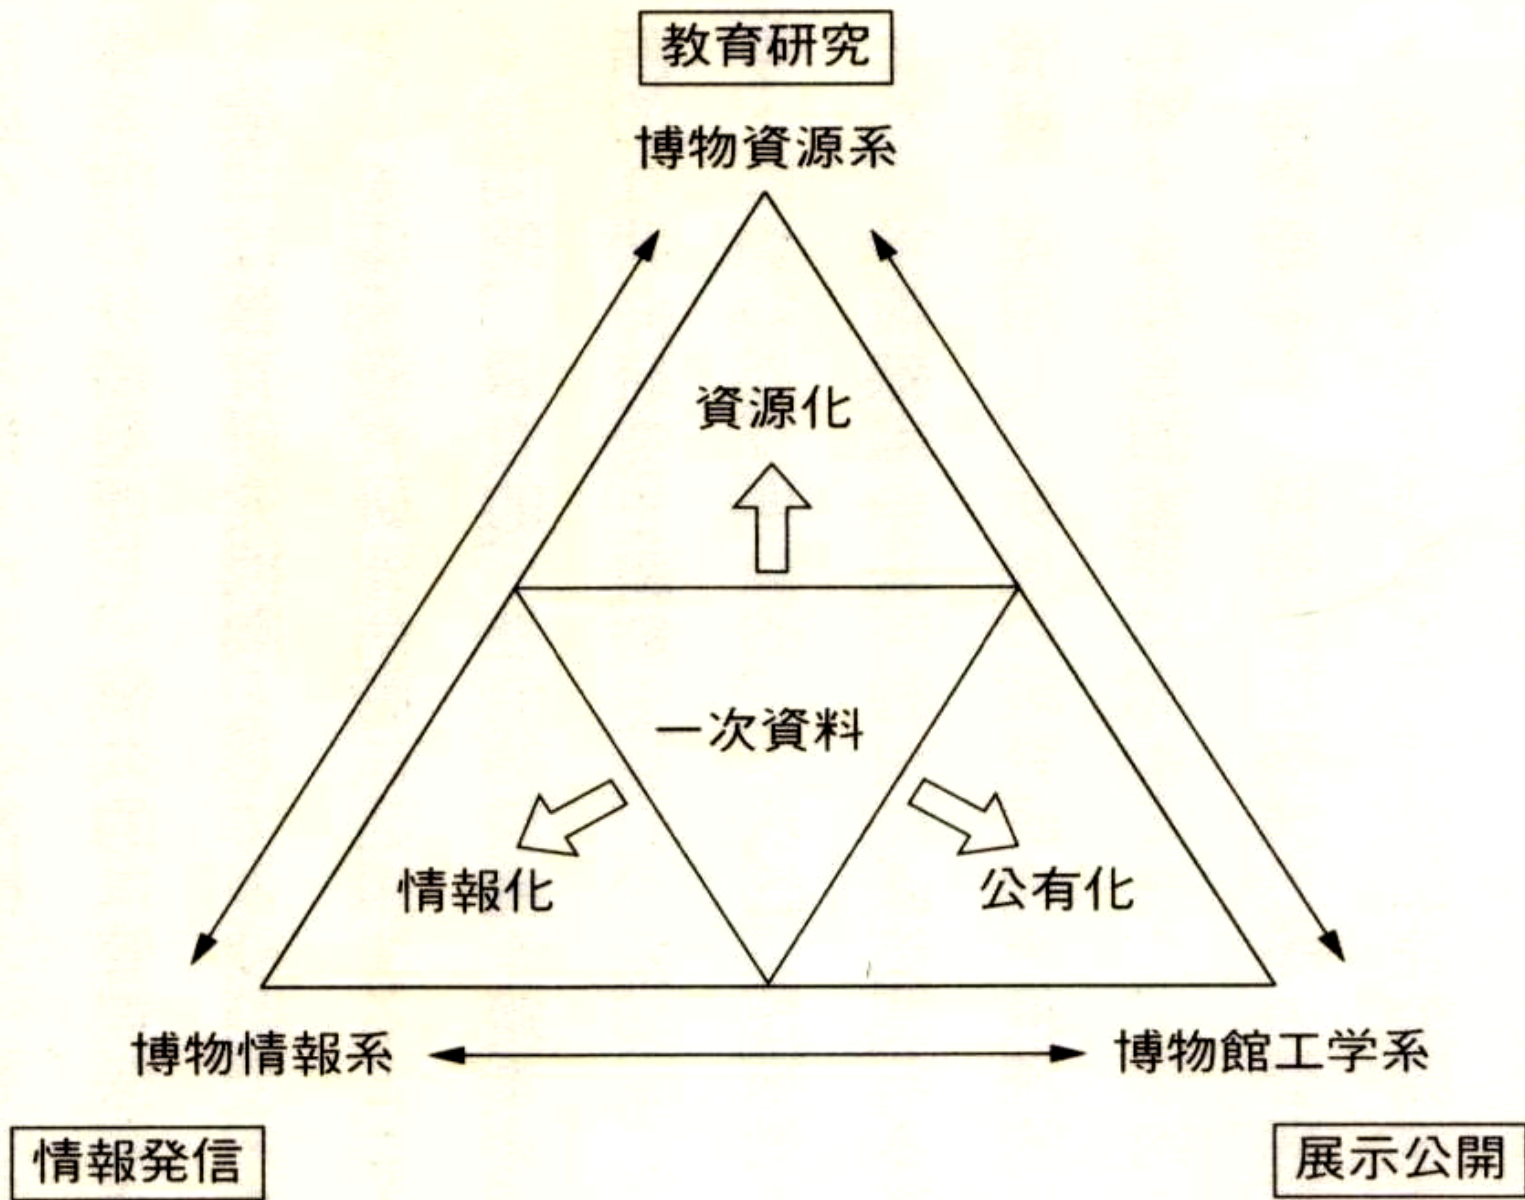 教育研究
博物資源系
資源化
一次資料
情報化
公有化
博物情報系
博物館工学系
情報発信
展示公開